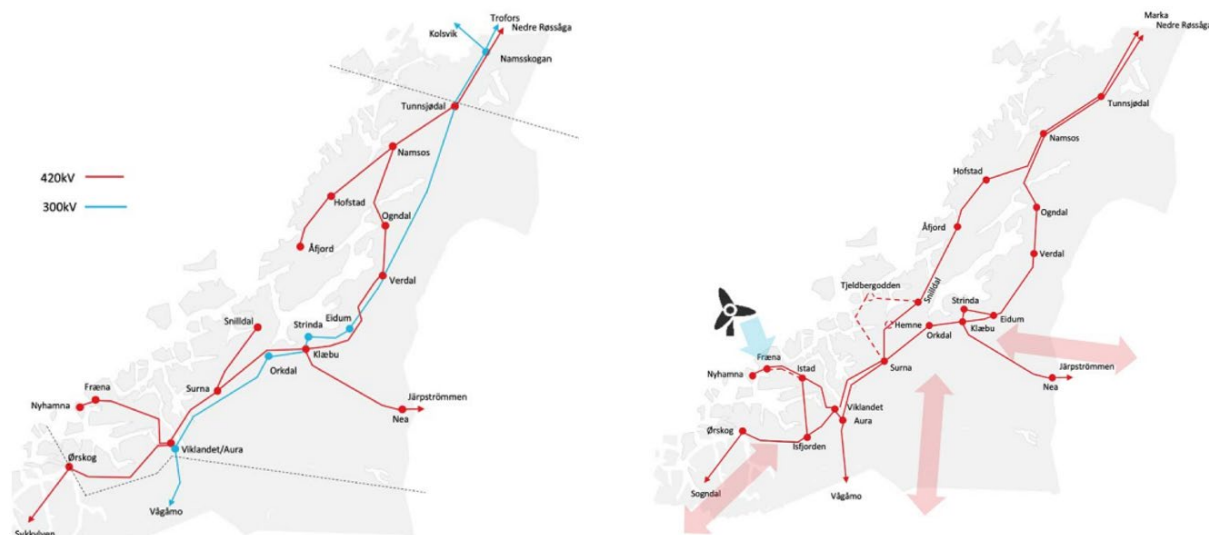 Trofors
Nedre Røssåga
Kolsvik
Namsskogan
Tunnsjødal
420kV
300kV
Namsos
Hofstad
Ogndal
Åfjord
Verdal
Snilldal
Strinda
Eidum
Klæbu
Orkdal
Surna
Fræna
Nyhamna
Järpströmmen
Nea
Viklandet/Aura
Ørskog
Vågåmo
Sykkylven
Marka
Nedre Røssåga
Tunnsjødal
Namsos
Hofstad
Ogndal
Åfjord
Verdal
Tjeldbergodden
Snilldal
Strinda
Hemne
Eidum
Orkdal
Klæbu
Fræna
Surna
Nyhamna
Istad
Järpströmmen
Nea
Viklandet
Aura
Ørskog
Isfjorden
Sogndal
Vågåmo